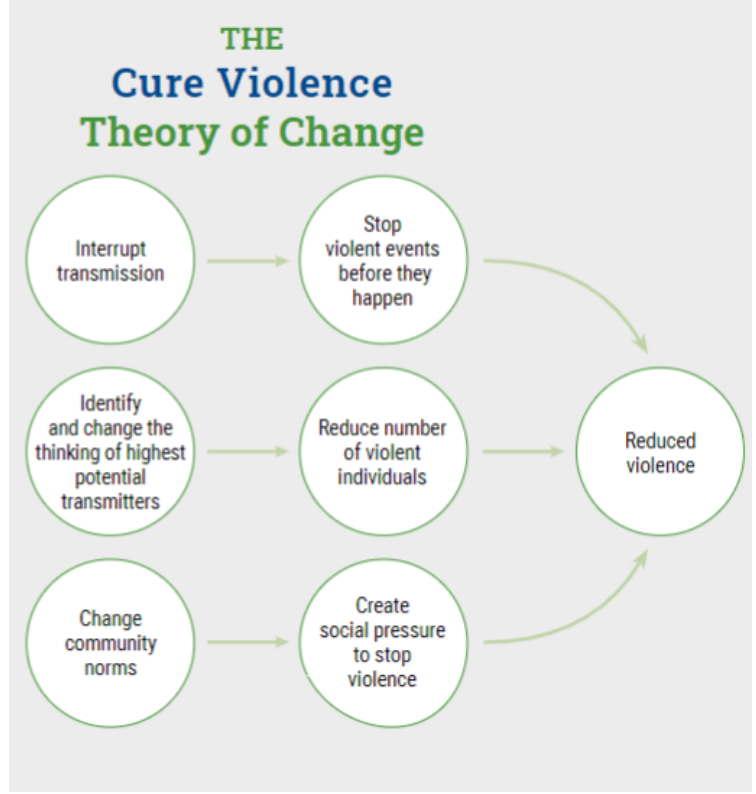 THE
Cure Violence
Theory of Change
Interrupt
transmission
Stop
violent events
before they
happen
Identify
and change the
thinking of highest
potential
transmitters
Reduce number
of violent
individuals
Reduced
violence
Change
community
norms
Create
social pressure
to stop
violence